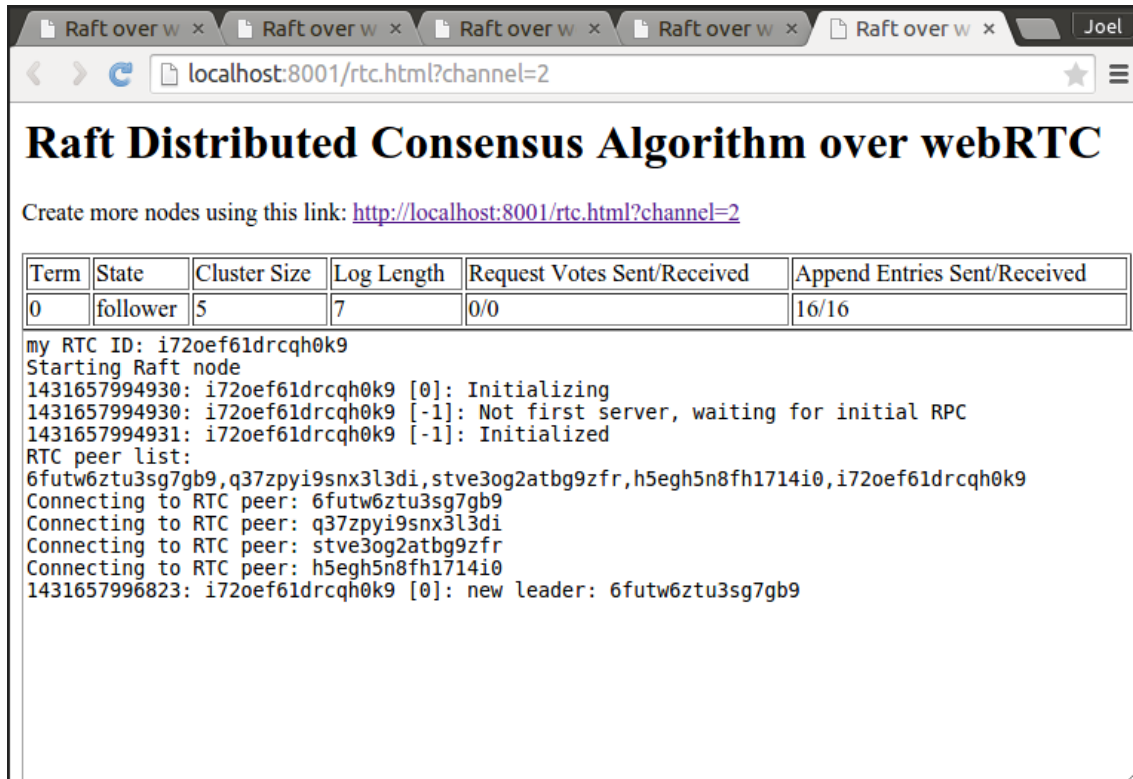 Raft over w × Raft over w × Raft over w × Raft over w × Raft over w × Joel
localhost:8001/rtc.html?channel=2
Raft Distributed Consensus Algorithm over webRTC
Create more nodes using this link: http://localhost:8001/rtc.html?channel=2
Term State Cluster Size Log Length Request Votes Sent/Received Append Entries Sent/Received
0 follower 5 7 0/0 16/16
my RTC ID: i72oef61drcqh0k9
Starting Raft node
1431657994930: i72oef61drcqh0k9 [0]: Initializing
1431657994930: i72oef61drcqh0k9 [-1]: Not first server, waiting for initial RPC
1431657994931: i72oef61drcqh0k9 [-1]: Initialized
RTC peer list:
6futw6ztu3sg7gb9,q37zpyi9snx3l3di,stve3og2atbg9zfr,h5egh5n8fh1714i0,i72oef61drcqh0k9
Connecting to RTC peer: 6futw6ztu3sg7gb9
Connecting to RTC peer: q37zpyi9snx3l3di
Connecting to RTC peer: stve3og2atbg9zfr
Connecting to RTC peer: h5egh5n8fh1714i0
1431657996823: i72oef61drcqh0k9 [0]: new leader: 6futw6ztu3sg7gb9